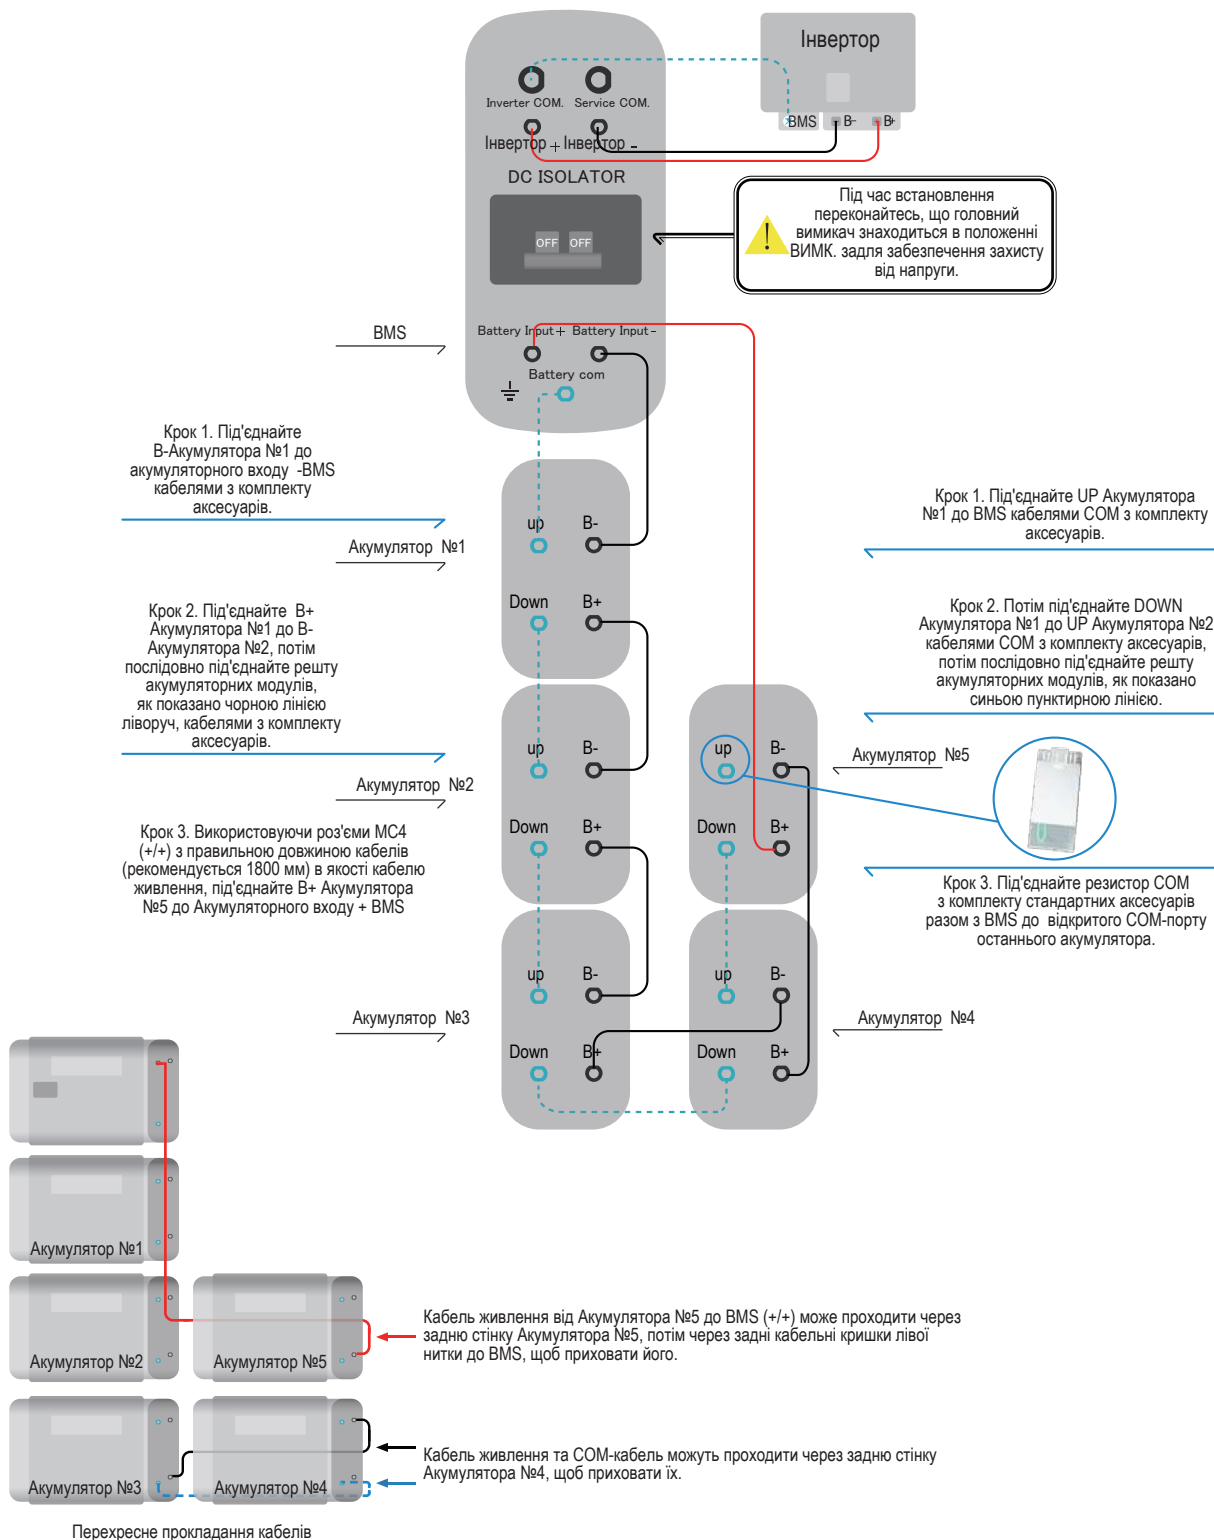 Інвертор
Inverter COM. Service COM.
BMS B- B+
Інвертор + Інвертор -
DC ISOLATOR
OFF OFF
Під час встановлення
переконайтесь, що головний
вимикач знаходиться в положенні
ВИМК. задля забезпечення захисту
від напруги.
BMS
Battery Input+ Battery Input-
Battery com
Крок 1. Під'єднайте
В-Акумулятора №1 до
акумуляторного входу -BMS
кабелями з комплекту
аксесуарів.
up B-
Акумулятор №1
Down B+
Крок 1. Під'єднайте UP Акумулятора
№1 до BMS кабелями COM з комплекту
аксесуарів.
Крок 2. Під'єднайте B+
Акумулятора №1 до B-
Акумулятора №2, потім
послідовно під'єднайте решту
акумуляторних модулів,
як показано чорною лінією
ліворуч, кабелями з комплекту
аксесуарів.
Крок 2. Потім під'єднайте DOWN
Акумулятора №1 до UP Акумулятора №2
кабелями COM з комплекту аксесуарів,
потім послідовно під'єднайте решту
акумуляторних модулів, як показано
синьою пунктирною лінією.
up B-
up B-
Акумулятор №5
Акумулятор №2
Down B+
Down B+
Крок 3. Використовуючи роз'єми MC4
(+/+) з правильною довжиною кабелів
(рекомендується 1800 мм) в якості кабелю
живлення, під'єднайте B+ Акумулятора
№5 до Акумуляторного входу + BMS
Крок 3. Під'єднайте резистор COM
з комплекту стандартних аксесуарів
разом з BMS до відкритого COM-порту
останнього акумулятора.
up B-
up B-
Акумулятор №3
Акумулятор №4
Down B+
Down B+
Акумулятор №1
Акумулятор №2
Акумулятор №5
Кабель живлення від Акумулятора №5 до BMS (+/+) може проходити через
задню стінку Акумулятора №5, потім через задні кабельні кришки лівої
нитки до BMS, щоб приховати його.
Акумулятор №3
Акумулятор №4
Кабель живлення та COM-кабель можуть проходити через задню стінку
Акумулятора №4, щоб приховати їх.
Перехресне прокладання кабелів